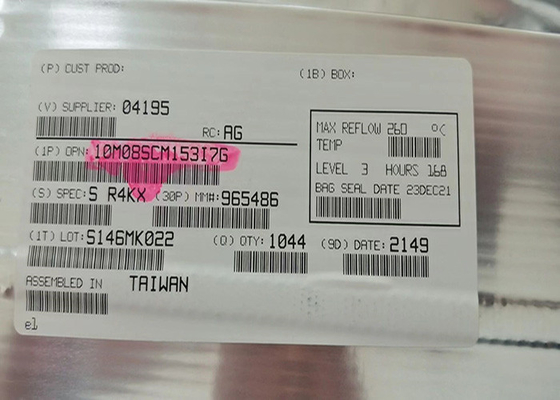 (P) CUST PROD:
(1B) BOX:
(V) SUPPLIER: 04195
RC: AG
(1P) OPN: 10M08SCM153I7G
(S) SPEC: S R4KX (30P) MM#: 965486
(1T) LOT: S146MK022 (Q) QTY: 1044 (9D) DATE: 2149
ASSEMBLED IN TAIWAN
e1
MAX REFLOW 260 °C
TEMP
LEVEL 3 HOURS 168
BAG SEAL DATE 23DEC21